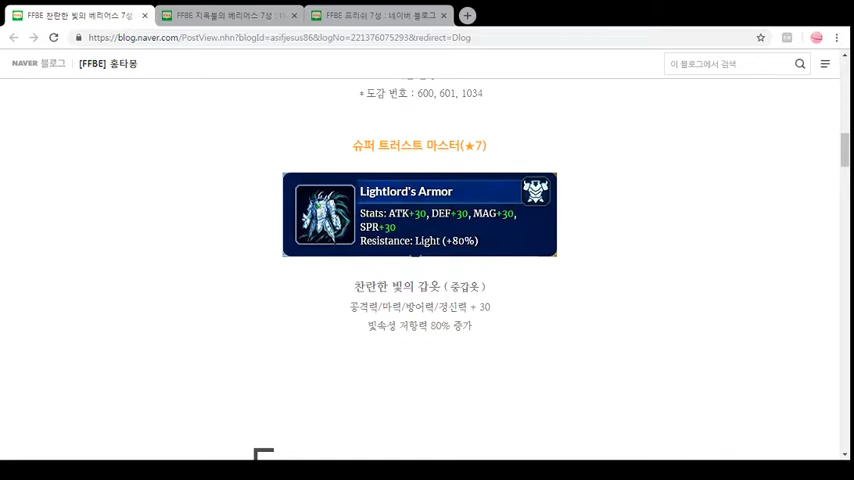 FFBE 찬란한 빛의 베리어스 7성
FFBE 지옥불의 베리어스 7성 :
FFBE 프리쉬 7성 : 네이버 블로그
https://blog.naver.com/PostView.nhn?blogId=asifjesus86&logNo=221376075293&redirect=Dlog
NAVER 블로그 [FFBE] 홀타몽
이 블로그에서 검색
* 도감 번호 : 600, 601, 1034
슈퍼 트러스트 마스터(★7)
Lightlord's Armor
Stats: ATK+30, DEF+30, MAG+30,
SPR+30
Resistance: Light (+80%)
찬란한 빛의 갑옷 ( 중갑옷 )
공격력/마력/방어력/정신력 + 30
빛속성 저항력 80% 증가